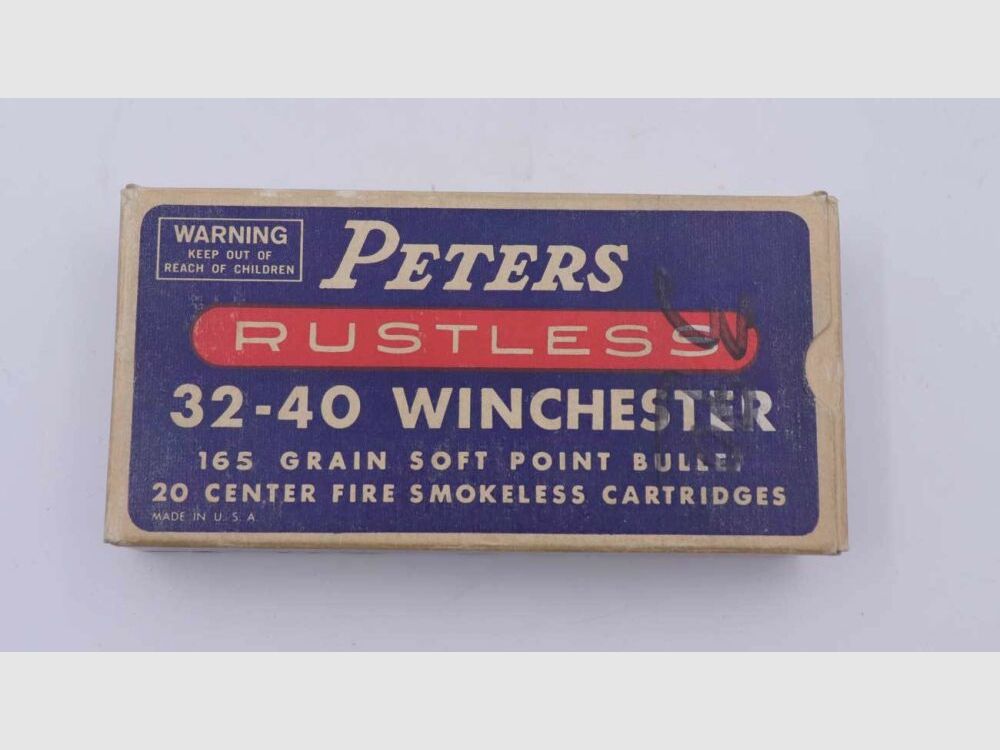 WARNING
KEEP OUT OF
REACH OF CHILDREN
PETERS
RUSTLESS
32-40 WINCHESTER
165 GRAIN SOFT POINT BULLET
20 CENTER FIRE SMOKELESS CARTRIDGES
MADE IN U.S.A.